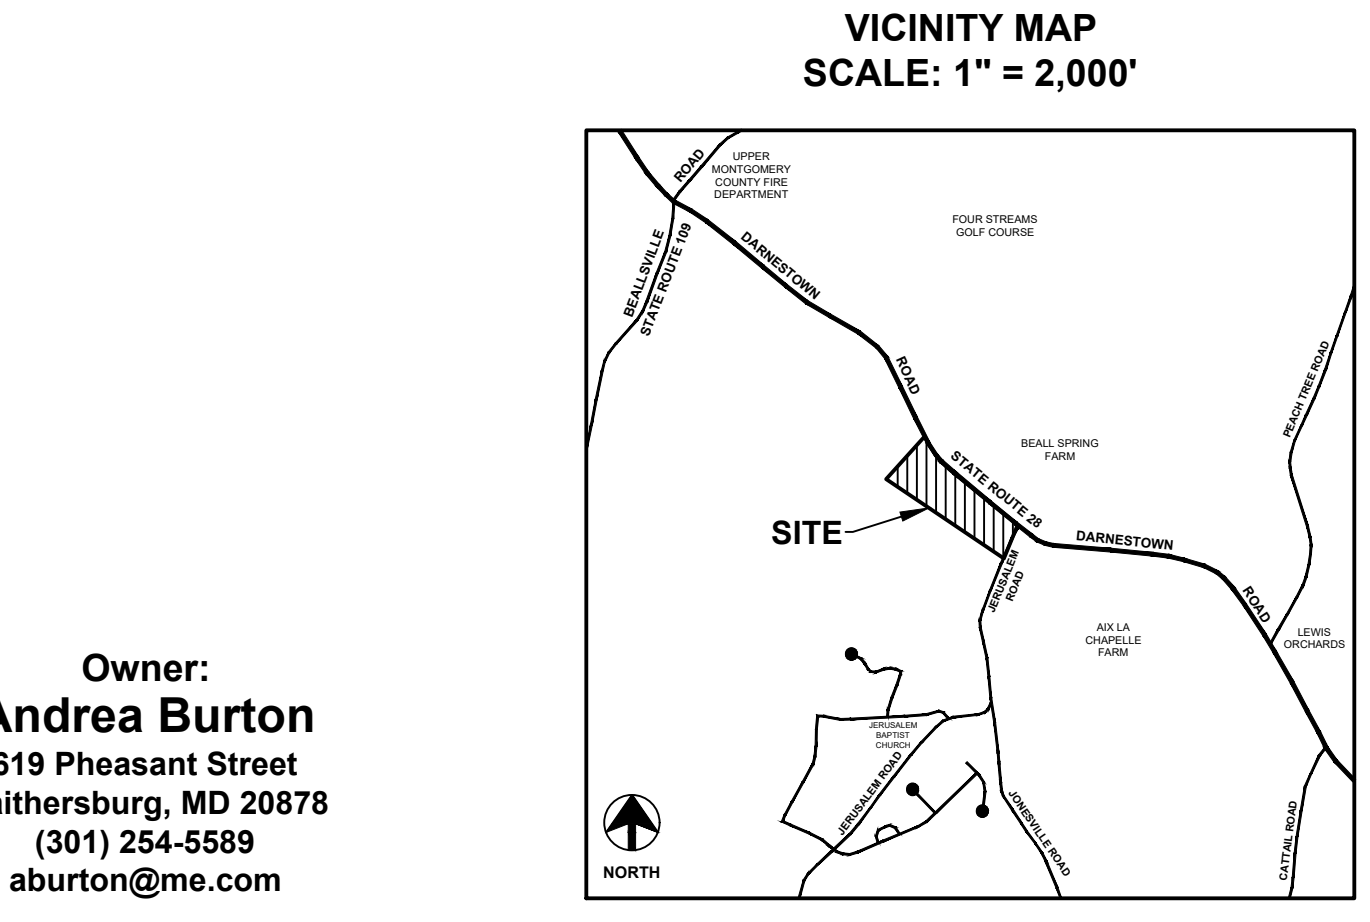 VICINITY MAP
SCALE: 1" = 2,000'
ROAD
UPPER
MONTGOMERY
COUNTY FIRE
DEPARTMENT
FOUR STREAMS
GOLF COURSE
BEALLSVILLE
STATE ROUTE 109
DARNESTOWN
ROAD
PEACH TREE ROAD
BEALL SPRING
FARM
STATE ROUTE 28
SITE
DARNESTOWN
JERUSALEM
ROAD
ROAD
AIX LA
CHAPELLE
FARM
LEWIS
ORCHARDS
JERUSALEM
BAPTIST
CHURCH
JERUSALEM ROAD
JONESVILLE ROAD
CATTAIL ROAD
NORTH
Owner:
Andrea Burton
619 Pheasant Street
aithersburg, MD 20878
(301) 254-5589
aburton@me.com